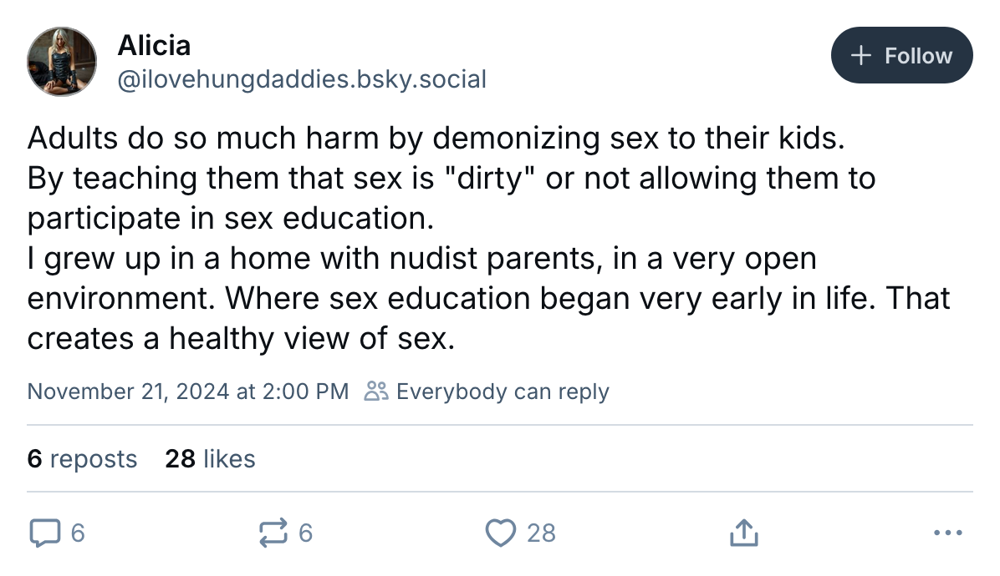 Alicia
@ilovehungdaddies.bsky.social
+ Follow
Adults do so much harm by demonizing sex to their kids.
By teaching them that sex is "dirty" or not allowing them to
participate in sex education.
I grew up in a home with nudist parents, in a very open
environment. Where sex education began very early in life. That
creates a healthy view of sex.
November 21, 2024 at 2:00 PM Everybody can reply
6 reposts 28 likes
6 6 28